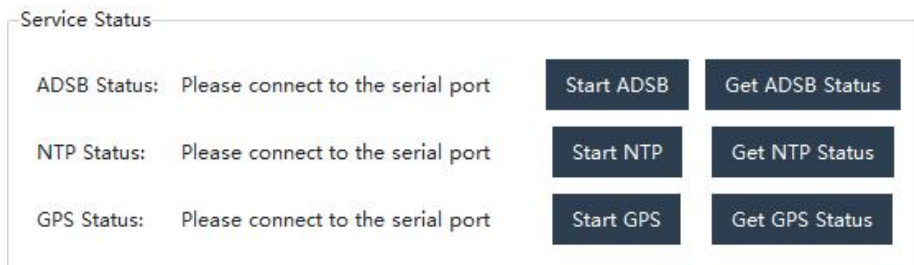 Service Status
ADSB Status: Please connect to the serial port Start ADSB Get ADSB Status
NTP Status: Please connect to the serial port Start NTP Get NTP Status
GPS Status: Please connect to the serial port Start GPS Get GPS Status